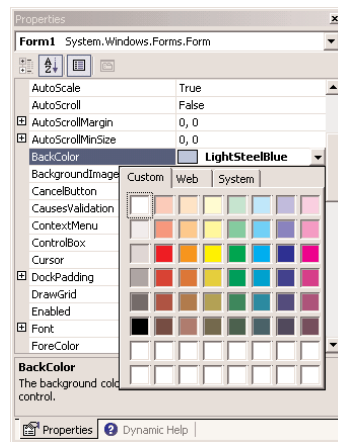 Properties
Form1 System.Windows.Forms.Form
AutoScale True
AutoScroll False
AutoScrollMargin 0, 0
AutoScrollMinSize 0, 0
BackColor LightSteelBlue
BackgroundImage
CancelButton
CausesValidation
ContextMenu
ControlBox
Cursor
DockPadding
DrawGrid
Enabled
Font
ForeColor
Custom Web System
BackColor
The background colo
control.
Properties Dynamic Help